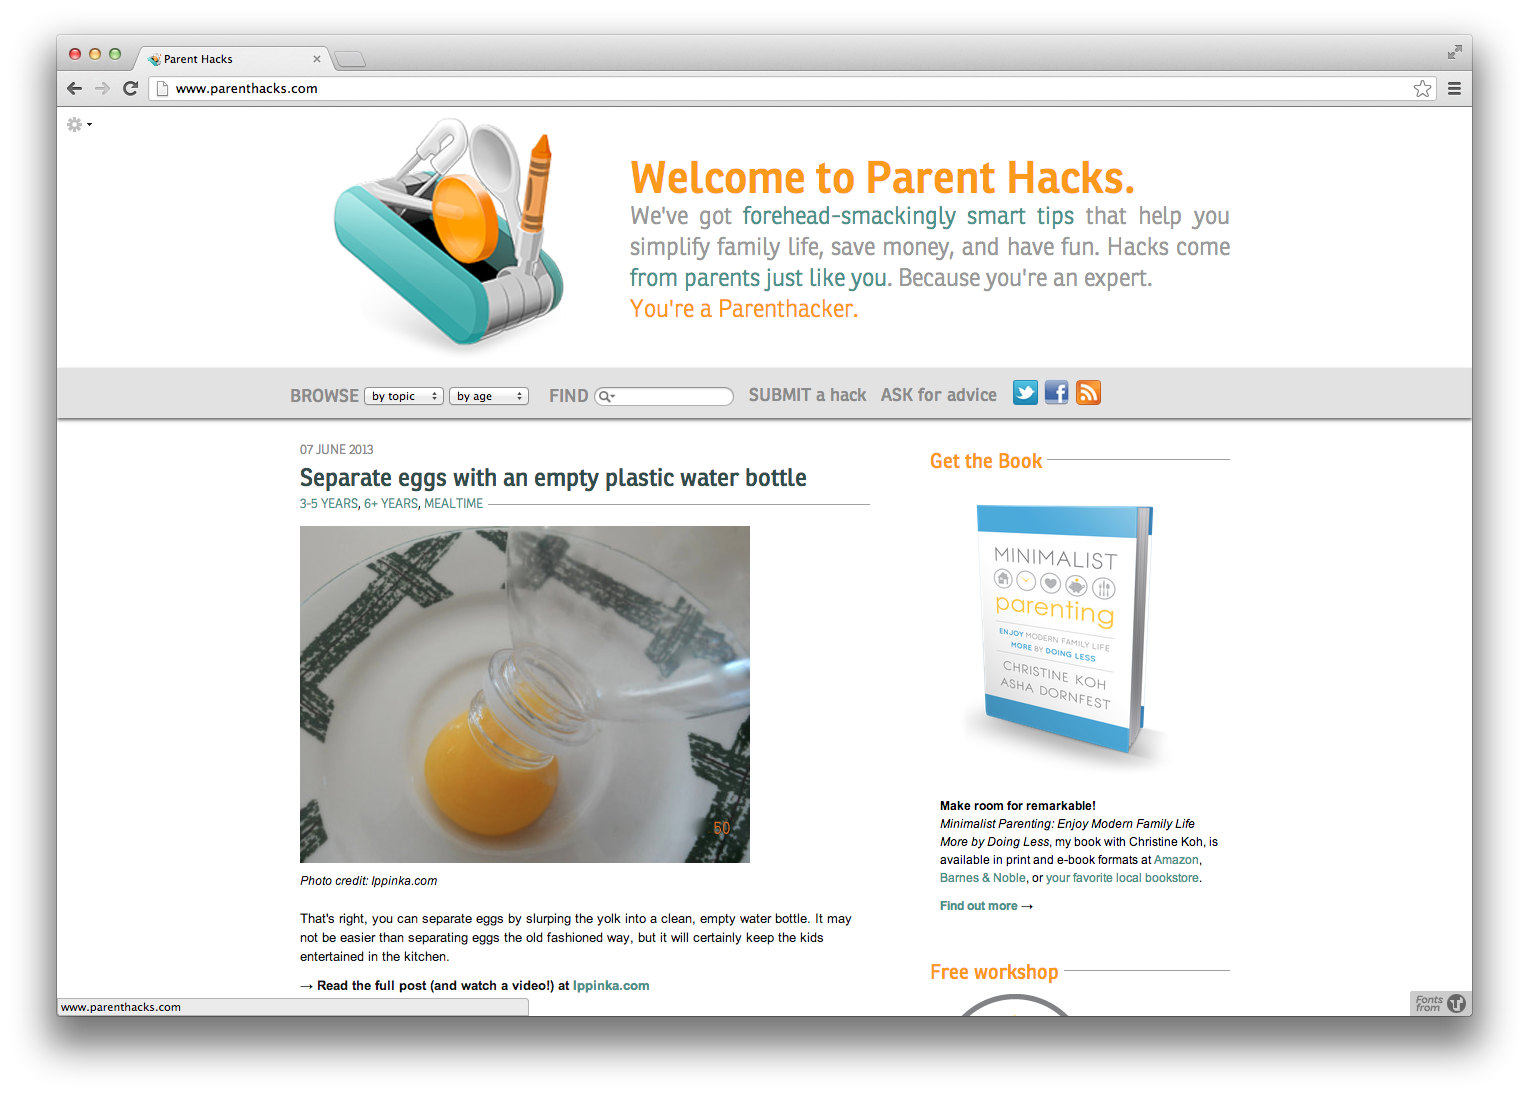 Parent Hacks
www.parenthacks.com
Welcome to Parent Hacks.
We've got forehead-smackingly smart tips that help you
simplify family life, save money, and have fun. Hacks come
from parents just like you. Because you're an expert.
You're a Parenthacker.
BROWSE by topic by age FIND SUBMIT a hack ASK for advice
07 JUNE 2013
Separate eggs with an empty plastic water bottle
3-5 YEARS, 6+ YEARS, MEALTIME
50
Photo credit: Ippinka.com
That's right, you can separate eggs by slurping the yolk into a clean, empty water bottle. It may
not be easier than separating eggs the old fashioned way, but it will certainly keep the kids
entertained in the kitchen.
→ Read the full post (and watch a video!) at Ippinka.com
Get the Book
MINIMALIST
parenting
ENJOY MODERN FAMILY LIFE
MORE BY DOING LESS
CHRISTINE KOH
ASHA DORNFEST
Make room for remarkable!
Minimalist Parenting: Enjoy Modern Family Life
More by Doing Less, my book with Christine Koh, is
available in print and e-book formats at Amazon,
Barnes & Noble, or your favorite local bookstore.
Find out more →
Free workshop
www.parenthacks.com
Fonts
from